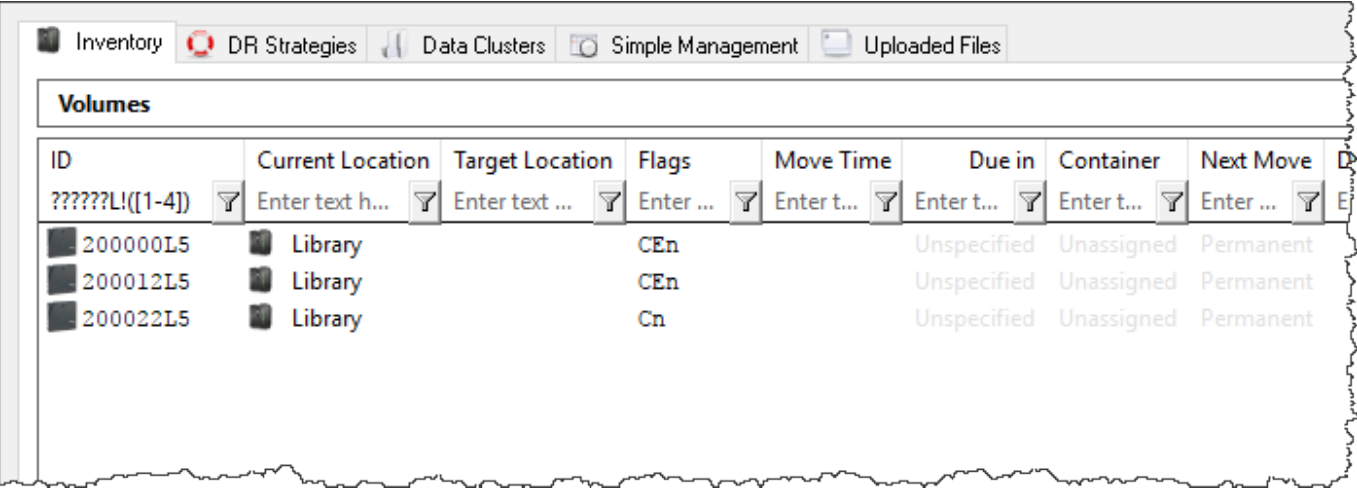 Inventory DR Strategies Data Clusters Simple Management Uploaded Files
Volumes
ID Current Location Target Location Flags Move Time Due in Container Next Move
??????L!([1-4]) Enter text h... Enter text ... Enter ... Enter t... Enter t... Enter t... Enter ...
200000L5 Library CEn Unspecified Unassigned Permanent
200012L5 Library CEn Unspecified Unassigned Permanent
200022L5 Library Cn Unspecified Unassigned Permanent